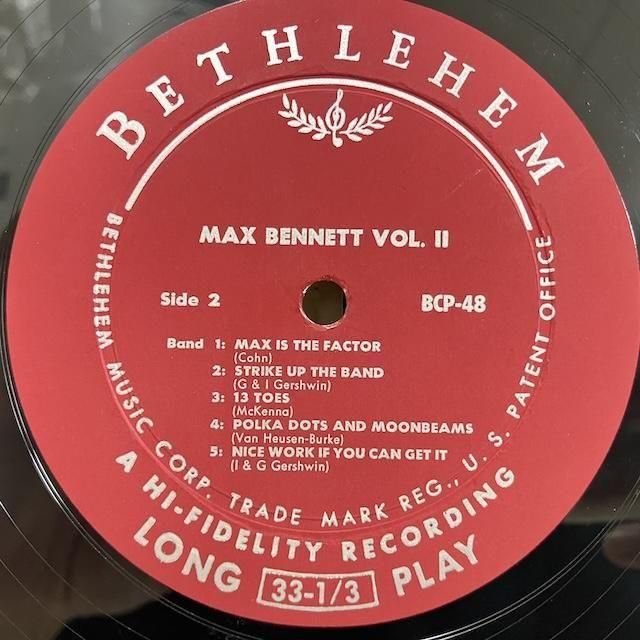 BETHLEHEM
MAX BENNETT VOL. II
Side 2
BCP-48
Band 1: MAX IS THE FACTOR
(Cohn)
2: STRIKE UP THE BAND
(G & I Gershwin)
3: 13 TOES
(McKenna)
4: POLKA DOTS AND MOONBEAMS
(Van Heusen-Burke)
5: NICE WORK IF YOU CAN GET IT
(I & G Gershwin)
BETHLEHEM MUSIC CORP. TRADE MARK REG., U. S. PATENT OFFICE
A HI-FIDELITY RECORDING
LONG 33-1/3 PLAY